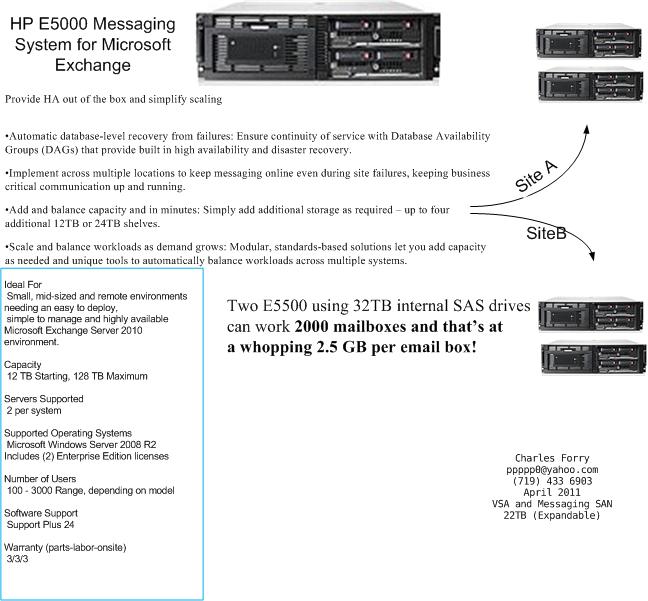 HP E5000 Messaging
System for Microsoft
Exchange
Provide HA out of the box and simplify scaling
•Automatic database-level recovery from failures: Ensure continuity of service with Database Availability
Groups (DAGs) that provide built in high availability and disaster recovery.
•Implement across multiple locations to keep messaging online even during site failures, keeping business
critical communication up and running.
•Add and balance capacity and in minutes: Simply add additional storage as required – up to four
additional 12TB or 24TB shelves.
•Scale and balance workloads as demand grows: Modular, standards-based solutions let you add capacity
as needed and unique tools to automatically balance workloads across multiple systems.
Site A
SiteB
Ideal For
Small, mid-sized and remote environments
needing an easy to deploy,
simple to manage and highly available
Microsoft Exchange Server 2010
environment.
Capacity
12 TB Starting, 128 TB Maximum
Servers Supported
2 per system
Supported Operating Systems
Microsoft Windows Server 2008 R2
Includes (2) Enterprise Edition licenses
Number of Users
100 - 3000 Range, depending on model
Software Support
Support Plus 24
Warranty (parts-labor-onsite)
3/3/3
Two E5500 using 32TB internal SAS drives
can work 2000 mailboxes and that’s at
a whopping 2.5 GB per email box!
Charles Forry
ppppp0@yahoo.com
(719) 433 6903
April 2011
VSA and Messaging SAN
22TB (Expandable)